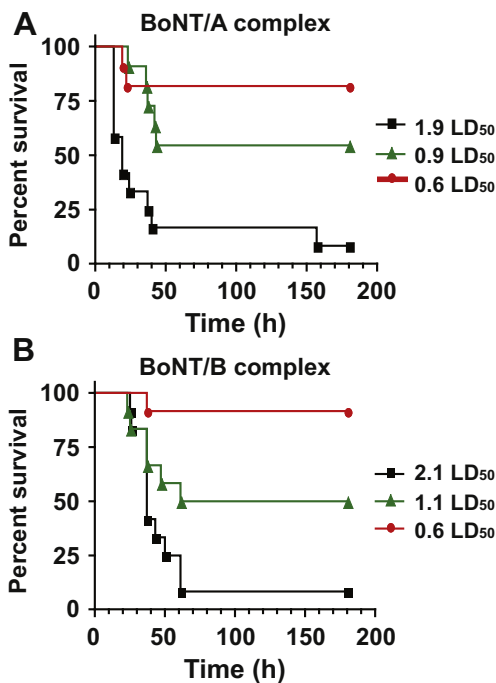 A
BoNT/A complex
Percent survival
100
75
50
25
0
0 50 100 150 200
Time (h)
1.9 LD50
0.9 LD50
0.6 LD50
B
BoNT/B complex
Percent survival
100
75
50
25
0
0 50 100 150 200
Time (h)
2.1 LD50
1.1 LD50
0.6 LD50